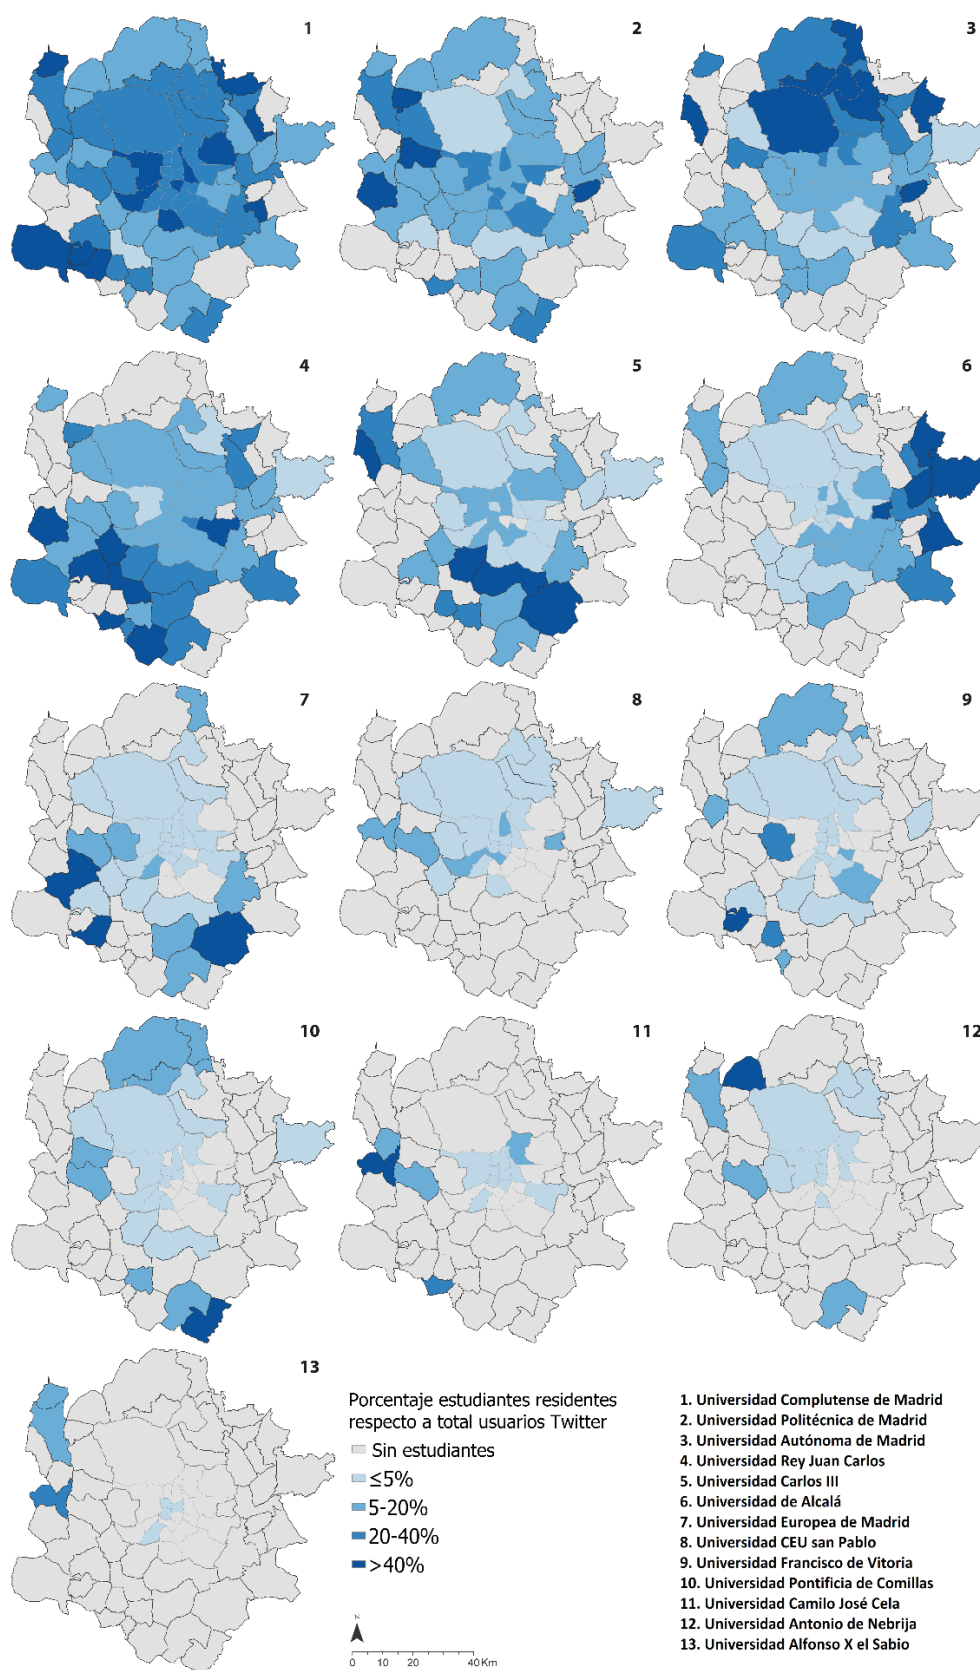 1
2
3
4
5
6
7
8
9
10
11
12
13
Porcentaje estudiantes residentes
respecto a total usuarios Twitter
Sin estudiantes
≤5%
5-20%
20-40%
>40%
N
0 10 20 40 Km
1. Universidad Complutense de Madrid
2. Universidad Politécnica de Madrid
3. Universidad Autónoma de Madrid
4. Universidad Rey Juan Carlos
5. Universidad Carlos III
6. Universidad de Alcalá
7. Universidad Europea de Madrid
8. Universidad CEU san Pablo
9. Universidad Francisco de Vitoria
10. Universidad Pontificia de Comillas
11. Universidad Camilo José Cela
12. Universidad Antonio de Nebrija
13. Universidad Alfonso X el Sabio